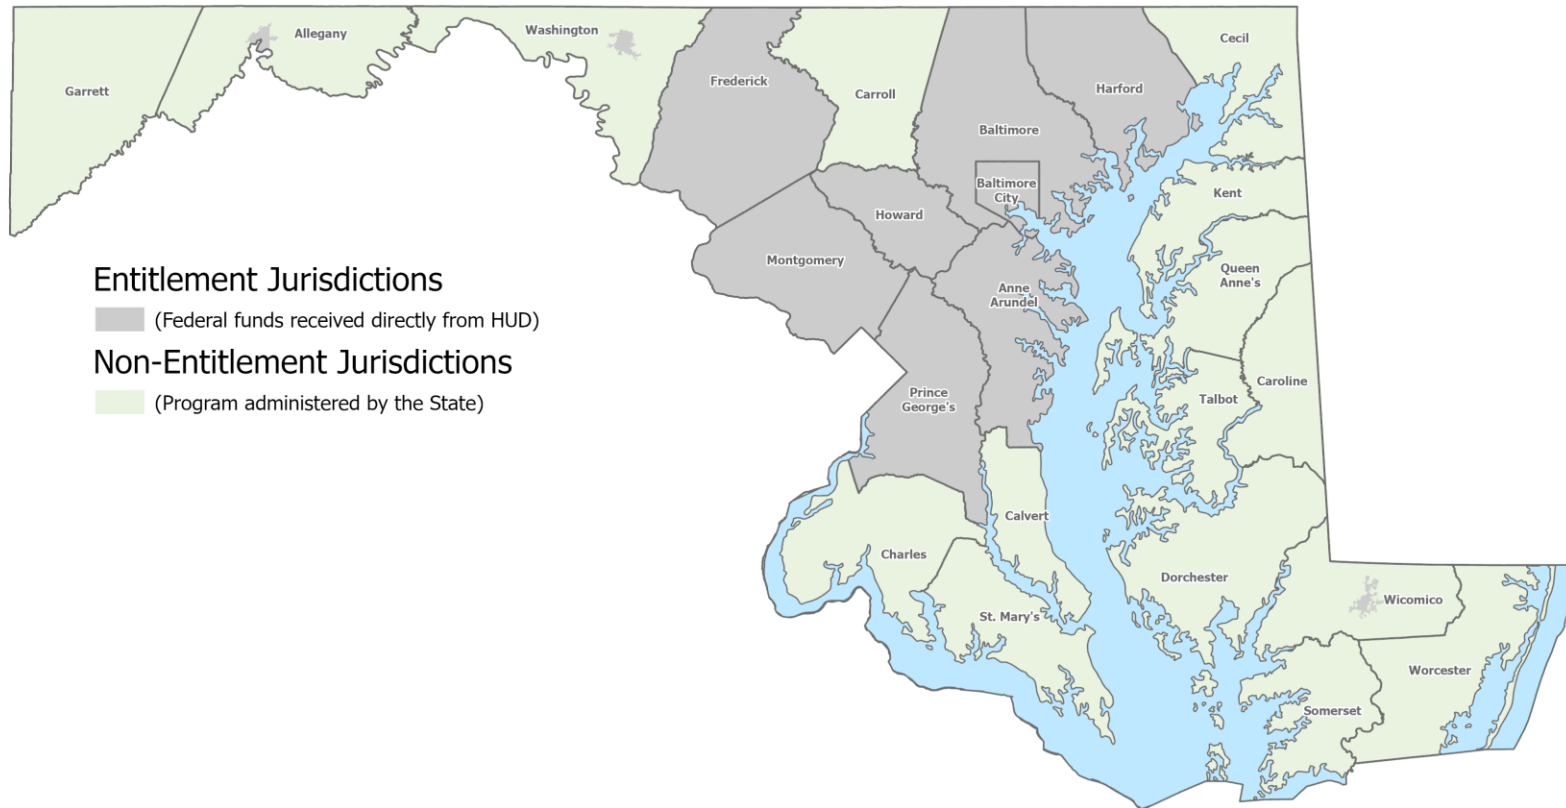 Garrett
Allegany
Washington
Frederick
Carroll
Baltimore
Harford
Cecil
Baltimore
City
Kent
Howard
Montgomery
Anne
Arundel
Queen
Anne's
Entitlement Jurisdictions
(Federal funds received directly from HUD)
Non-Entitlement Jurisdictions
(Program administered by the State)
Prince
George's
Talbot
Caroline
Calvert
Charles
St. Mary's
Dorchester
Wicomico
Worcester
Somerset